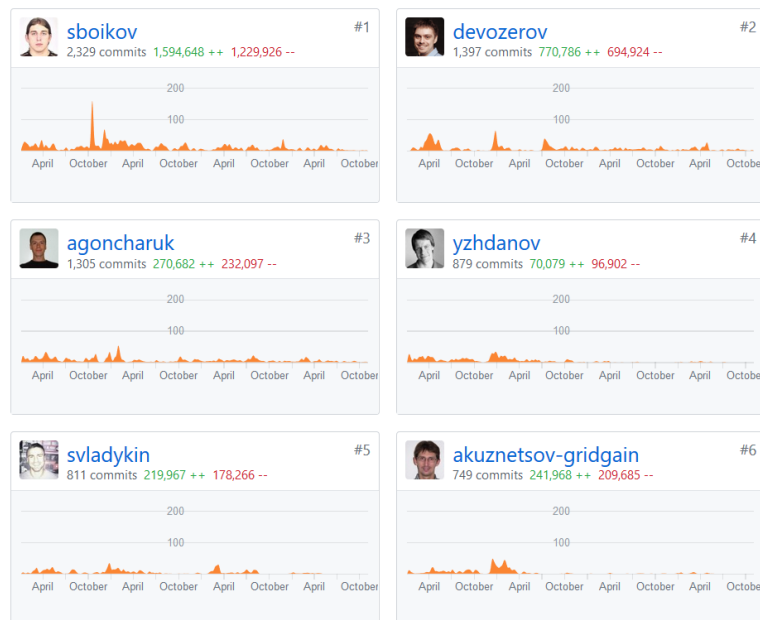 sboikov #1
2,329 commits 1,594,648 ++ 1,229,926 --
200
100
April October April October April October April October
devozerov #2
1,397 commits 770,786 ++ 694,924 --
200
100
April October April October April October April Octobe
agoncharuk #3
1,305 commits 270,682 ++ 232,097 --
200
100
April October April October April October April October
yzhdanov #4
879 commits 70,079 ++ 96,902 --
200
100
April October April October April October April Octobe
svladykin #5
811 commits 219,967 ++ 178,266 --
200
100
April October April October April October April October
akuznetsov-gridgain #6
749 commits 241,968 ++ 209,685 --
200
100
April October April October April October April Octobe